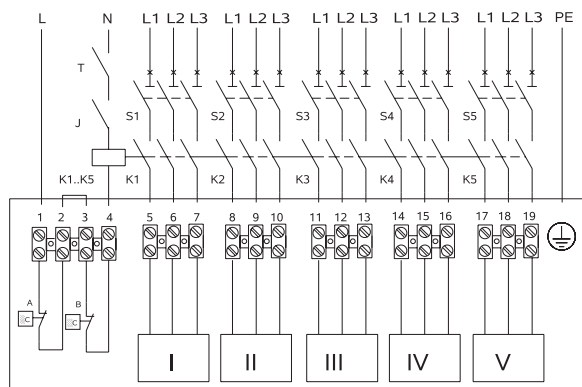 L N L1 L2 L3 L1 L2 L3 L1 L2 L3 L1 L2 L3 L1 L2 L3 PE
T
S1 S2 S3 S4 S5
J
K1..K5 K1 K2 K3 K4 K5
1 2 3 4 5 6 7 8 9 10 11 12 13 14 15 16 17 18 19
A B
C C
I II III IV V